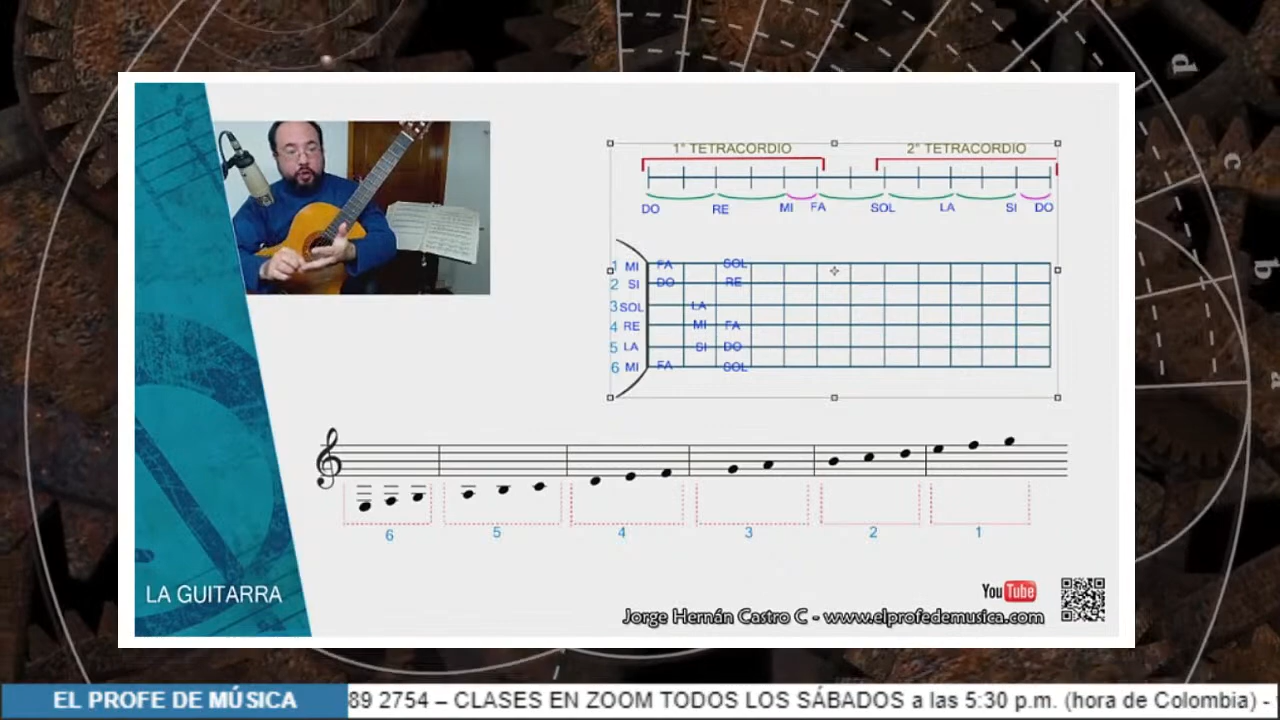 1° TETRACORDIO 2° TETRACORDIO
DO RE MI FA SOL LA SI DO
1 MI FA SOL
2 SI DO RE
3 SOL LA
4 RE MI FA
5 LA SI DO
6 MI FA SOL
6 5 4 3 2 1
LA GUITARRA
YouTube
Jorge Hernán Castro C - www.elprofedemusica.com
EL PROFE DE MÚSICA
89 2754 – CLASES EN ZOOM TODOS LOS SÁBADOS a las 5:30 p.m. (hora de Colombia) -
d
c
b
a